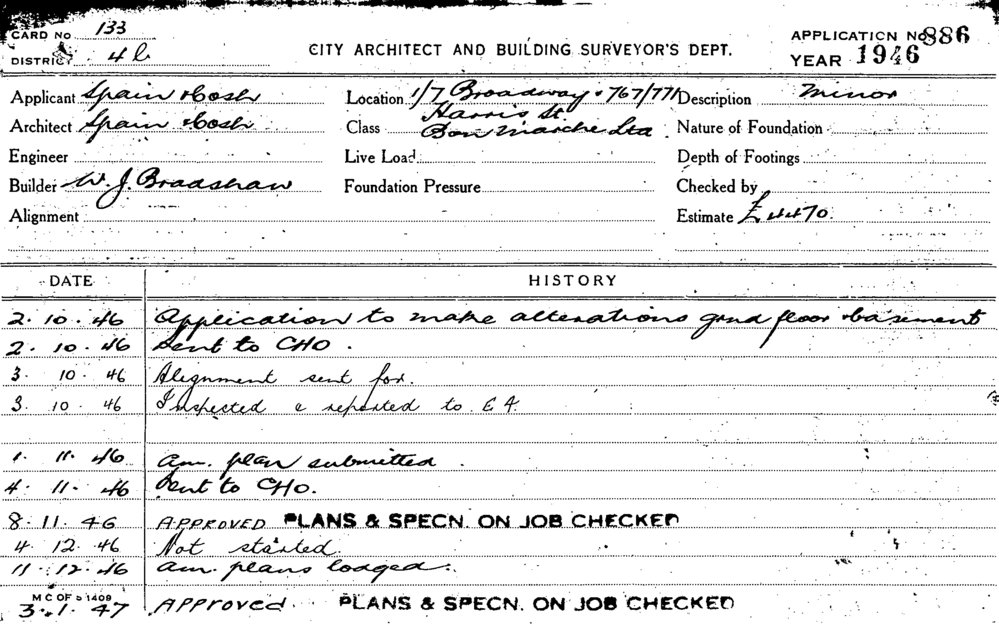 CARD NO 133
DISTRICT 4b
CITY ARCHITECT AND BUILDING SURVEYOR'S DEPT.
APPLICATION No 886
YEAR 1946
Applicant Spain & Cosh
Architect Spain & Cosh
Engineer
Builder W. J. Bradshaw
Alignment
Location 1/7 Broadway & 767/771
Harris St.
Class Bon Marche Ltd
Live Load
Foundation Pressure
Description Minor
Nature of Foundation
Depth of Footings
Checked by
Estimate £4470.
DATE HISTORY
2. 10. 46 Application to make alterations grnd floor & basement
2. 10. 46 Sent to CHO.
3. 10. 46 Alignment sent for.
3. 10. 46 Inspected & reported to
1. 11. 46 Am. plan submitted.
4. 11. 46 Sent to CHO.
8. 11. 46 APPROVED PLANS & SPECN. ON JOB CHECKED
4. 12. 46 Not started.
11. 12. 46 Am. plans lodged.
M C OF S 1409
3. 1. 47 APPROVED PLANS & SPECN. ON JOB CHECKED